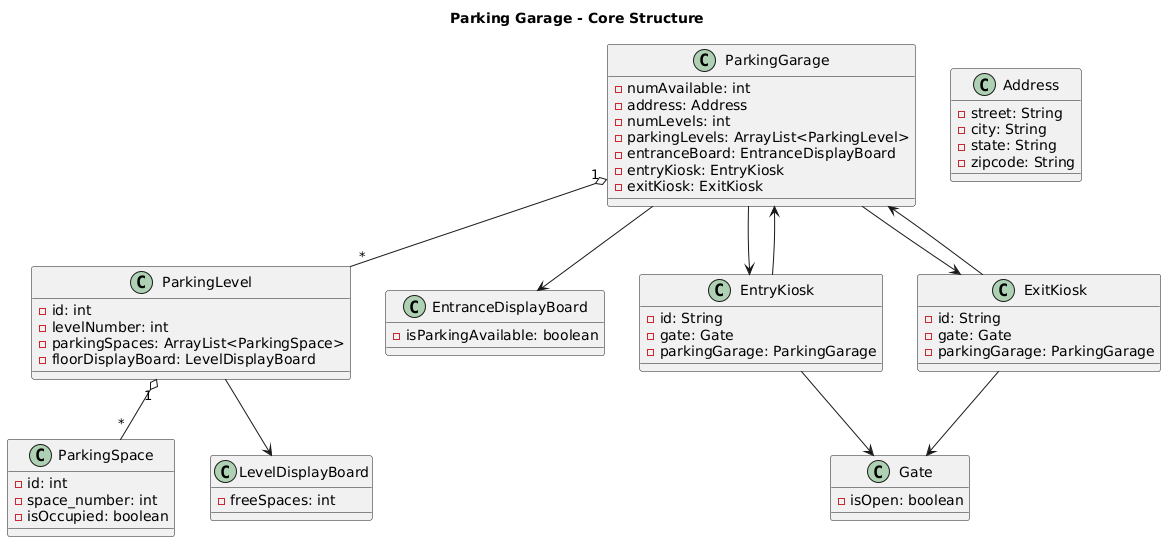 Parking Garage - Core Structure
C ParkingGarage
numAvailable: int
address: Address
numLevels: int
parkingLevels: ArrayList<ParkingLevel>
entranceBoard: EntranceDisplayBoard
entryKiosk: EntryKiosk
exitKiosk: ExitKiosk
C Address
street: String
city: String
state: String
zipcode: String
1
*
C ParkingLevel
id: int
levelNumber: int
parkingSpaces: ArrayList<ParkingSpace>
floorDisplayBoard: LevelDisplayBoard
C EntranceDisplayBoard
isParkingAvailable: boolean
C EntryKiosk
id: String
gate: Gate
parkingGarage: ParkingGarage
C ExitKiosk
id: String
gate: Gate
parkingGarage: ParkingGarage
1
*
C ParkingSpace
id: int
space_number: int
isOccupied: boolean
C LevelDisplayBoard
freeSpaces: int
C Gate
isOpen: boolean